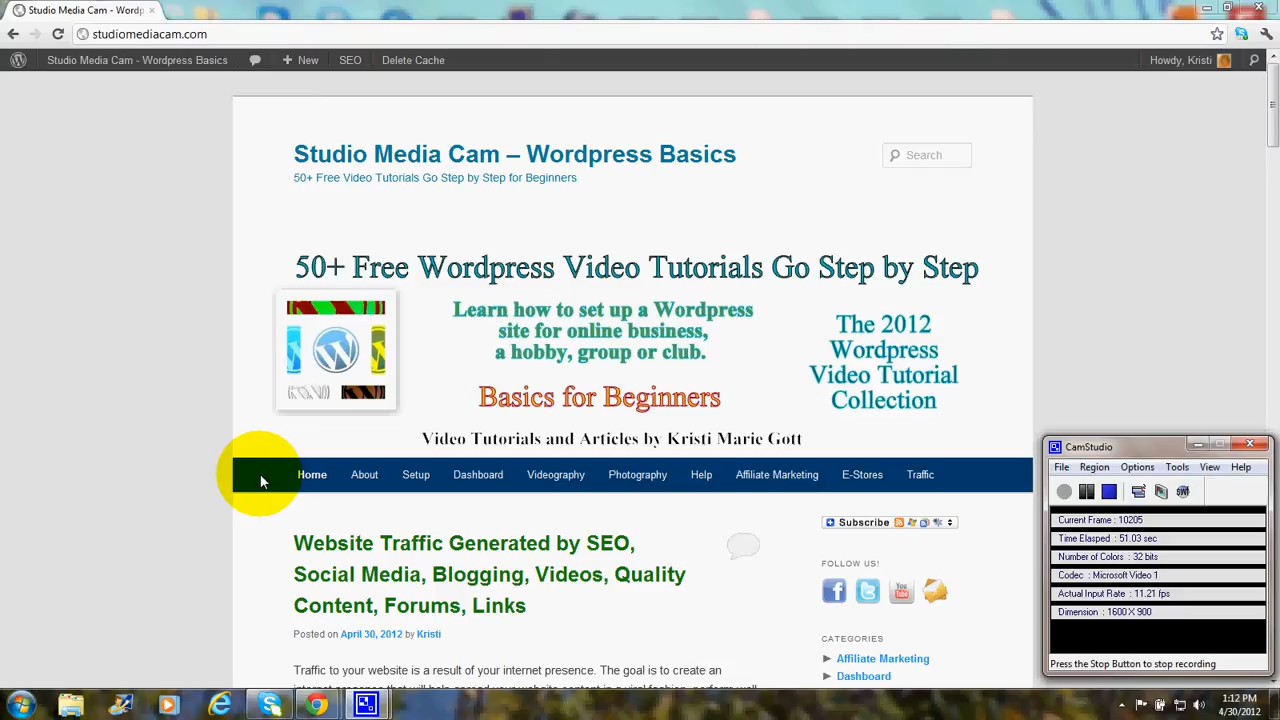 Studio Media Cam - Wordp
studiomediacam.com
Studio Media Cam - Wordpress Basics
New
SEO
Delete Cache
Howdy, Kristi
Studio Media Cam – Wordpress Basics
Search
50+ Free Video Tutorials Go Step by Step for Beginners
50+ Free Wordpress Video Tutorials Go Step by Step
Learn how to set up a Wordpress
site for online business,
a hobby, group or club.
The 2012
Wordpress
Video Tutorial
Collection
Basics for Beginners
Video Tutorials and Articles by Kristi Marie Gott
Home About Setup Dashboard Videography Photography Help Affiliate Marketing E-Stores Traffic
Website Traffic Generated by SEO,
Social Media, Blogging, Videos, Quality
Content, Forums, Links
Posted on April 30, 2012 by Kristi
Traffic to your website is a result of your internet presence. The goal is to create an
Subscribe
FOLLOW US!
You Tube
CATEGORIES
Affiliate Marketing
Dashboard
CamStudio
File Region Options Tools View Help
Current Frame : 10205
Time Elasped : 51.03 sec
Number of Colors : 32 bits
Codec : Microsoft Video 1
Actual Input Rate : 11.21 fps
Dimension : 1600 X 900
Press the Stop Button to stop recording
1:12 PM
4/30/2012